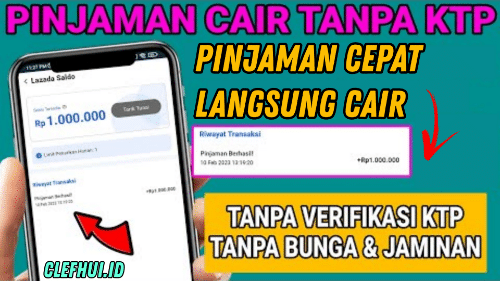 PINJAMAN CAIR TANPA KTP
PINJAMAN CEPAT
LANGSUNG CAIR
Lazada Saldo
Rp 1.000.000
Tarik Tunai
Riwayat Transaksi
Pinjaman Berhasil!
+Rp1.000.000
10 Feb 2023 13:19:20
Riwayat Transaksi
Pinjaman Berhasil!
+Rp1.000.000
TANPA VERIFIKASI KTP
TANPA BUNGA & JAMINAN
CLEFHUI.ID